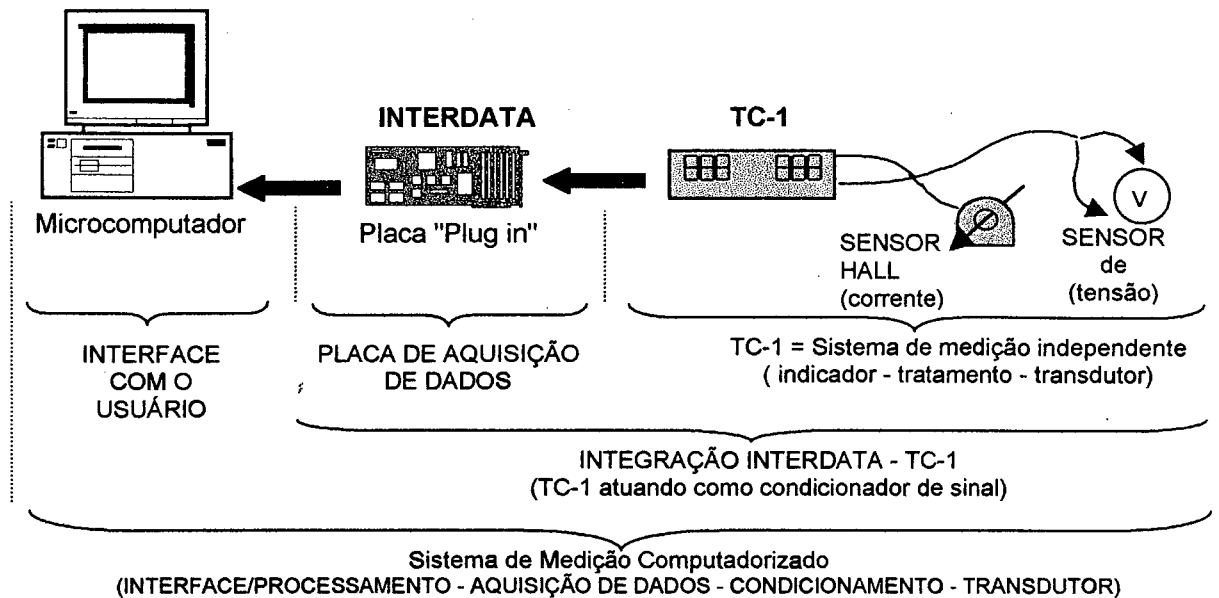 INTERDATA
TC-1
Microcomputador
Placa "Plug in"
SENSOR
HALL
(corrente)
V
SENSOR
de
(tensão)
INTERFACE
COM O
USUÁRIO
PLACA DE AQUISIÇÃO
DE DADOS
TC-1 = Sistema de medição independente
( indicador - tratamento - transdutor)
INTEGRAÇÃO INTERDATA - TC-1
(TC-1 atuando como condicionador de sinal)
Sistema de Medição Computadorizado
(INTERFACE/PROCESSAMENTO - AQUISIÇÃO DE DADOS - CONDICIONAMENTO - TRANSDUTOR)